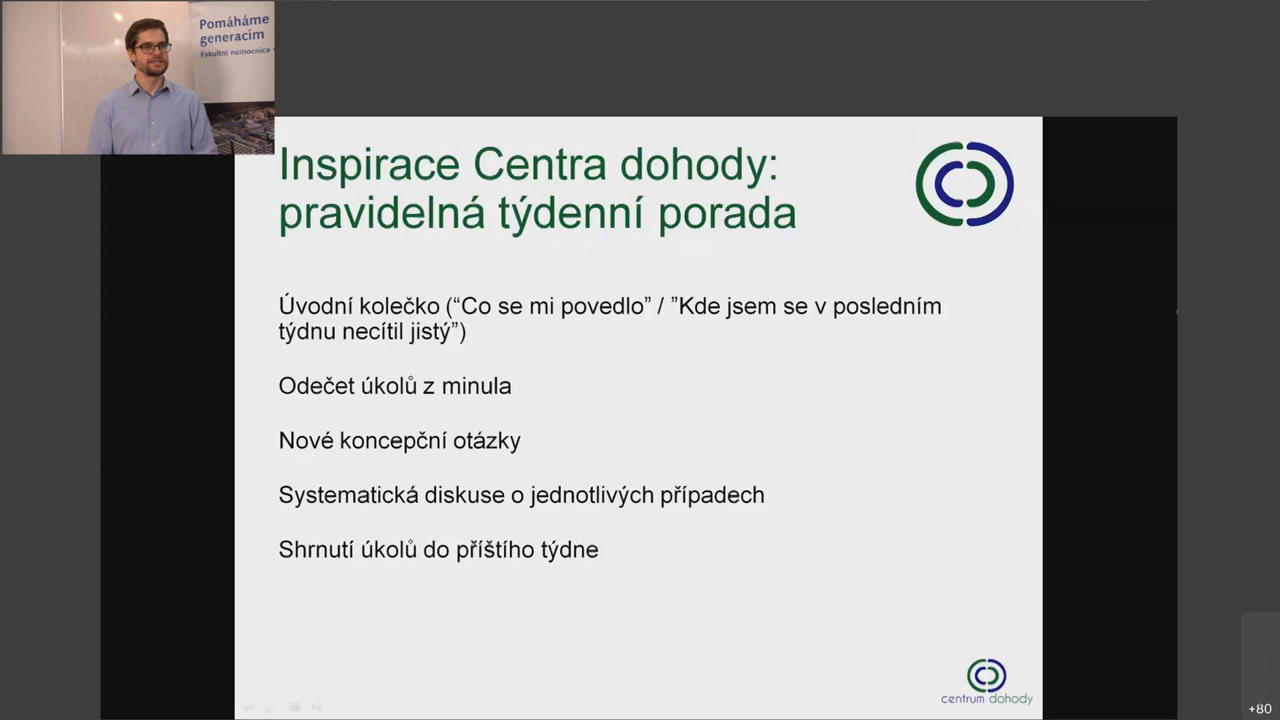 Pomáháme
generacím
Fakultní nemocnice
Inspirace Centra dohody:
pravidelná týdenní porada
Úvodní kolečko (“Co se mi povedlo” / ”Kde jsem se v posledním
týdnu necítil jistý”)
Odečet úkolů z minula
Nové koncepční otázky
Systematická diskuse o jednotlivých případech
Shrnutí úkolů do příštího týdne
centrum dohody
+80